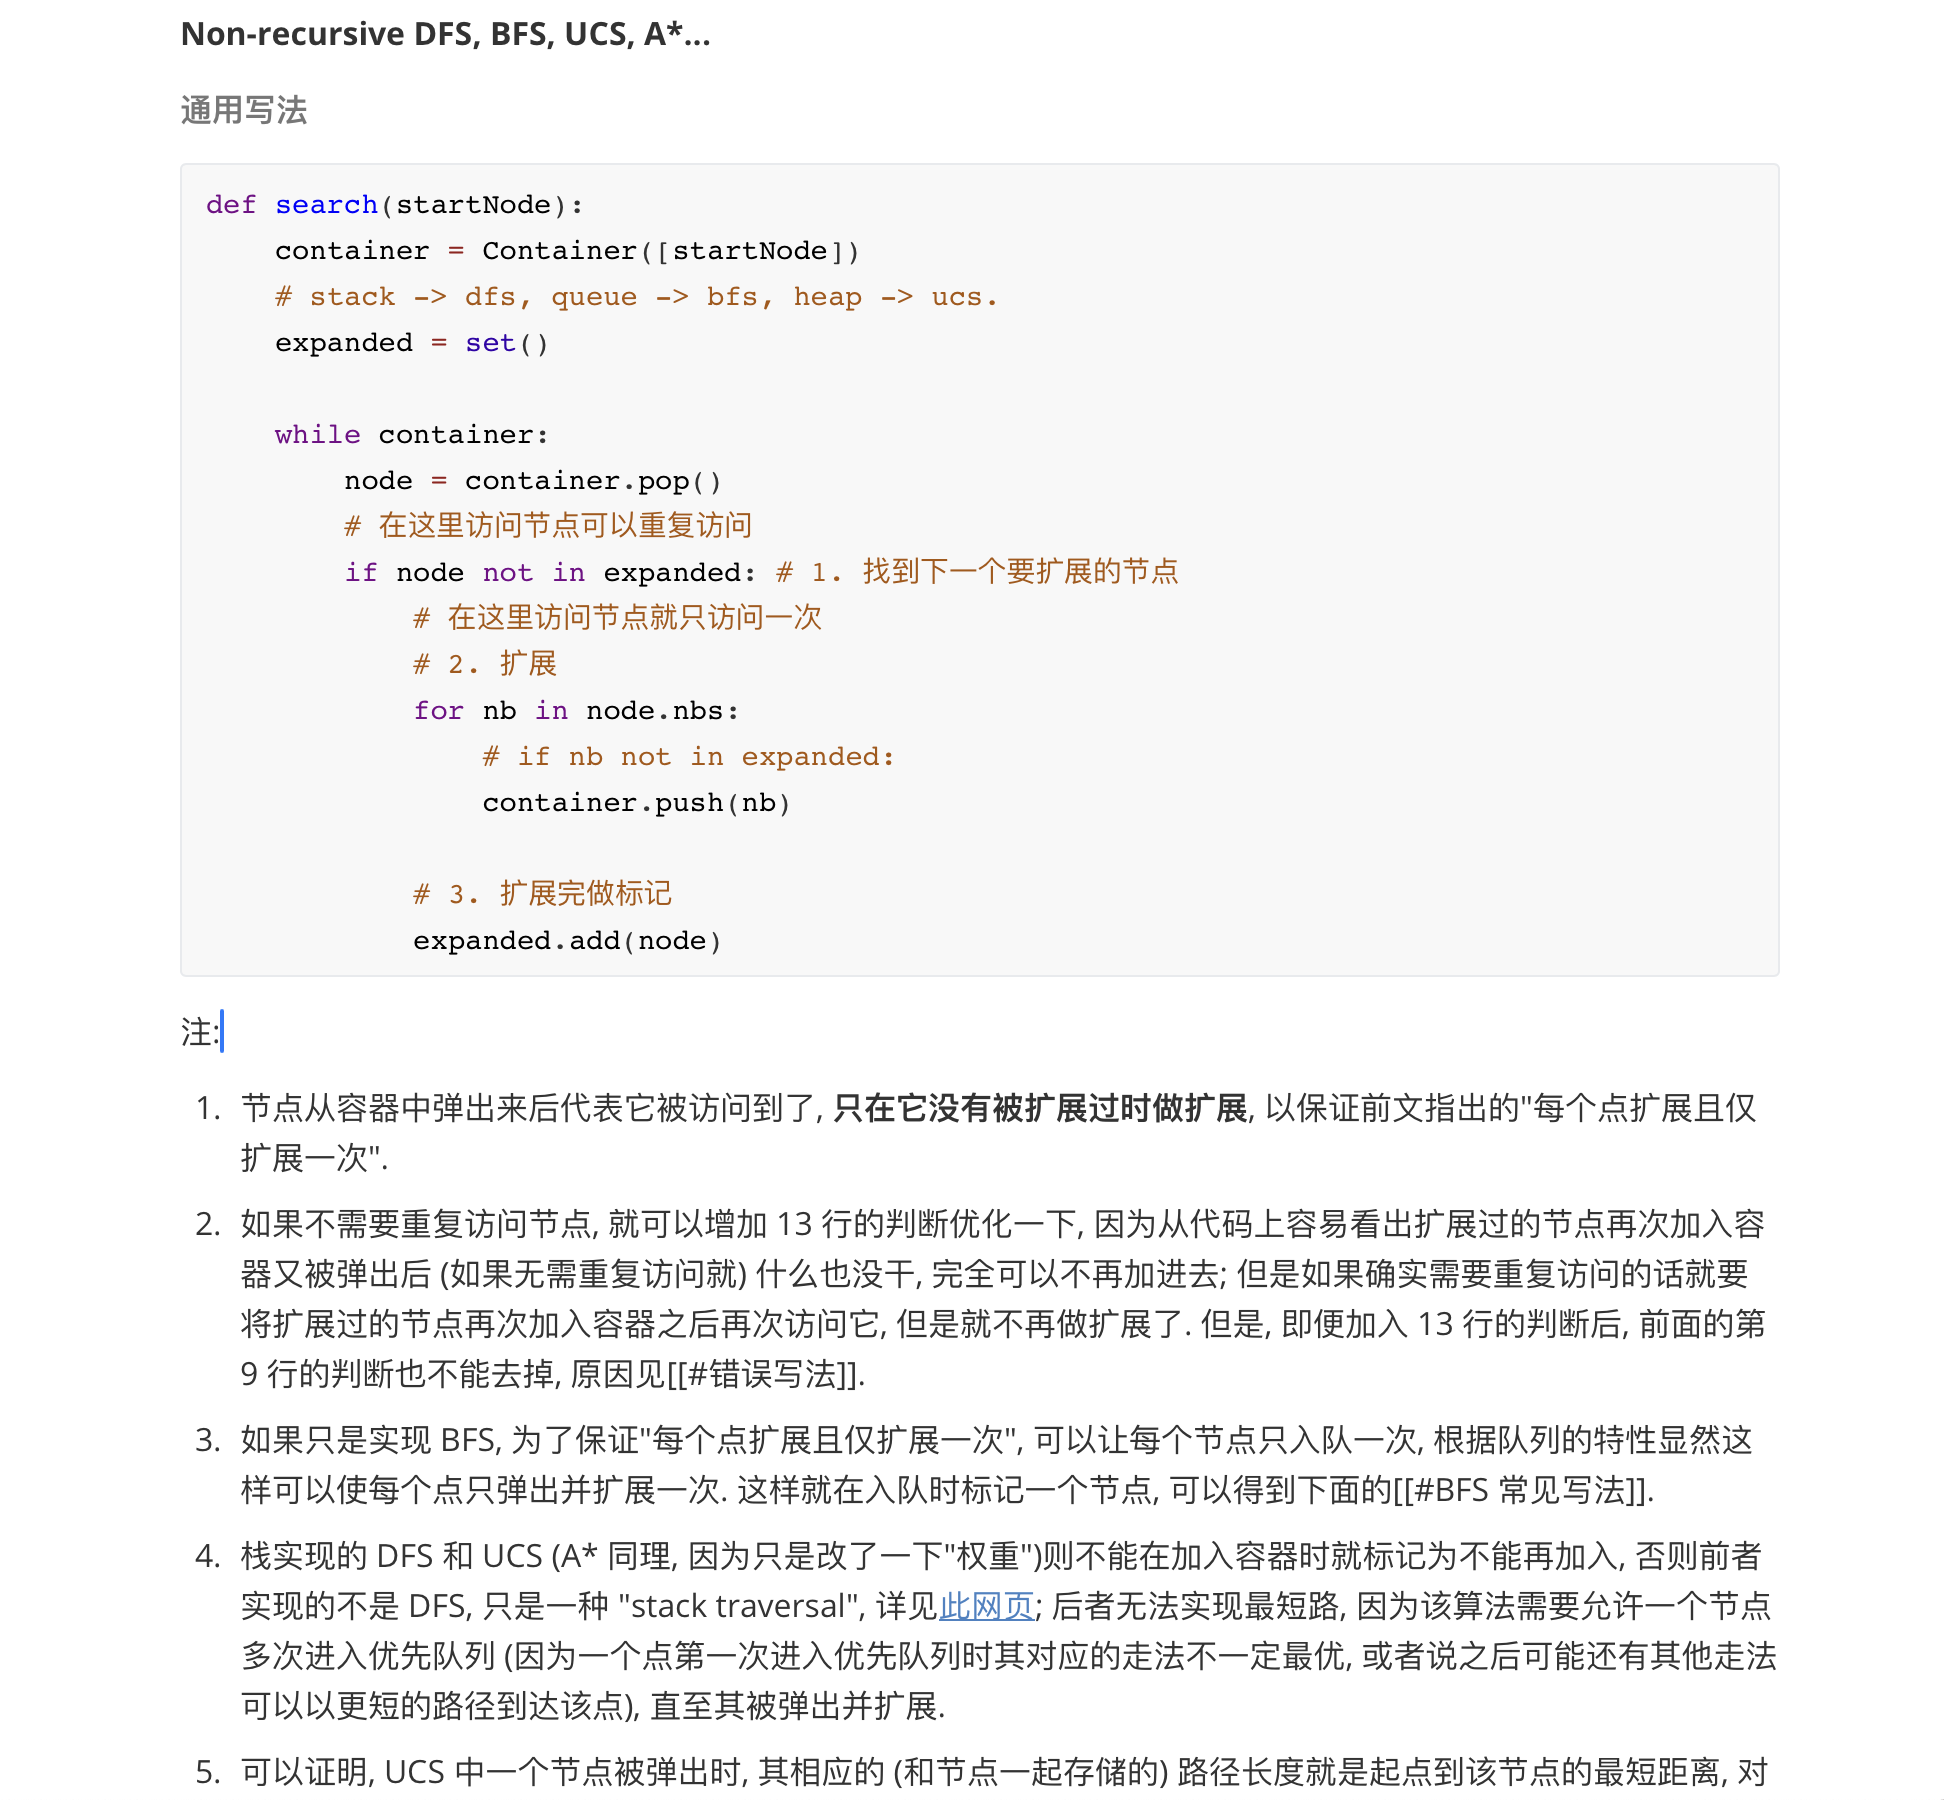 Non-recursive DFS, BFS, UCS, A*...
通用写法
def search(startNode):
    container = Container([startNode])
    # stack -> dfs, queue -> bfs, heap -> ucs.
    expanded = set()
    while container:
        node = container.pop()
        # 在这里访问节点可以重复访问
        if node not in expanded: # 1. 找到下一个要扩展的节点
            # 在这里访问节点就只访问一次
            # 2. 扩展
            for nb in node.nbs:
                # if nb not in expanded:
                container.push(nb)
            # 3. 扩展完做标记
            expanded.add(node)
注:
1. 节点从容器中弹出来后代表它被访问到了, 只在它没有被扩展过时做扩展, 以保证前文指出的"每个点扩展且仅
扩展一次".
2. 如果不需要重复访问节点, 就可以增加 13 行的判断优化一下, 因为从代码上容易看出扩展过的节点再次加入容
器又被弹出后 (如果无需重复访问就) 什么也没干, 完全可以不再加进去; 但是如果确实需要重复访问的话就要
将扩展过的节点再次加入容器之后再次访问它, 但是就不再做扩展了. 但是, 即便加入 13 行的判断后, 前面的第
9 行的判断也不能去掉, 原因见[[#错误写法]].
3. 如果只是实现 BFS, 为了保证"每个点扩展且仅扩展一次", 可以让每个节点只入队一次, 根据队列的特性显然这
样可以使每个点只弹出并扩展一次. 这样就在入队时标记一个节点, 可以得到下面的[[#BFS 常见写法]].
4. 栈实现的 DFS 和 UCS (A* 同理, 因为只是改了一下"权重")则不能在加入容器时就标记为不能再加入, 否则前者
实现的不是 DFS, 只是一种 "stack traversal", 详见此网页; 后者无法实现最短路, 因为该算法需要允许一个节点
多次进入优先队列 (因为一个点第一次进入优先队列时其对应的走法不一定最优, 或者说之后可能还有其他走法
可以以更短的路径到达该点), 直至其被弹出并扩展.
5. 可以证明, UCS 中一个节点被弹出时, 其相应的 (和节点一起存储的) 路径长度就是起点到该节点的最短距离, 对